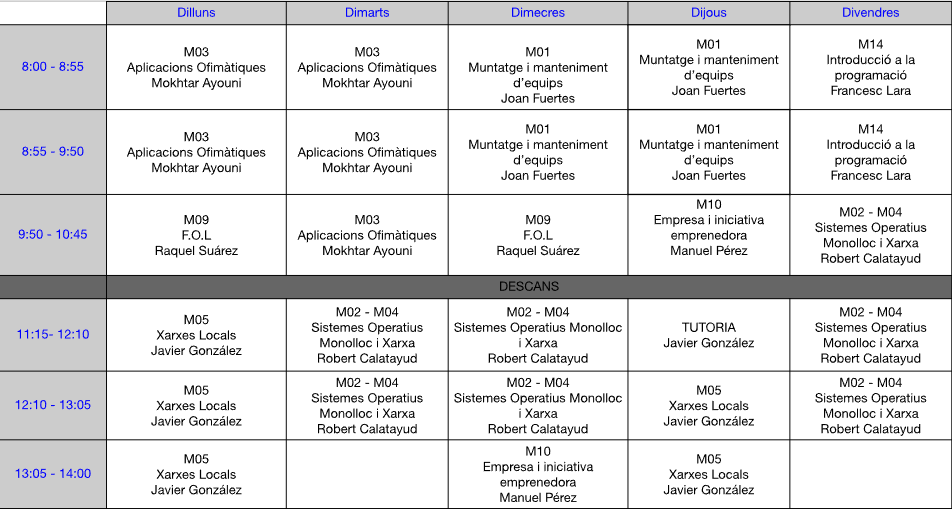 Dilluns
Dimarts
Dimecres
Dijous
Divendres
8:00 - 8:55
M03
Aplicacions Ofimàtiques
Mokhtar Ayouni
M03
Aplicacions Ofimàtiques
Mokhtar Ayouni
M01
Muntatge i manteniment
d'equips
Joan Fuertes
M01
Muntatge i manteniment
d'equips
Joan Fuertes
M14
Introducció a la
programació
Francesc Lara
8:55 - 9:50
M03
Aplicacions Ofimàtiques
Mokhtar Ayouni
M03
Aplicacions Ofimàtiques
Mokhtar Ayouni
M01
Muntatge i manteniment
d'equips
Joan Fuertes
M01
Muntatge i manteniment
d'equips
Joan Fuertes
M14
Introducció a la
programació
Francesc Lara
9:50 - 10:45
M09
F.O.L
Raquel Suárez
M03
Aplicacions Ofimàtiques
Mokhtar Ayouni
M09
F.O.L
Raquel Suárez
M10
Empresa i iniciativa
emprenedora
Manuel Pérez
M02 - M04
Sistemes Operatius
Monolloc i Xarxa
Robert Calatayud
DESCANS
11:15- 12:10
M05
Xarxes Locals
Javier González
M02 - M04
Sistemes Operatius
Monolloc i Xarxa
Robert Calatayud
M02 - M04
Sistemes Operatius Monolloc
i Xarxa
Robert Calatayud
TUTORIA
Javier González
M02 - M04
Sistemes Operatius
Monolloc i Xarxa
Robert Calatayud
12:10 - 13:05
M05
Xarxes Locals
Javier González
M02 - M04
Sistemes Operatius
Monolloc i Xarxa
Robert Calatayud
M02 - M04
Sistemes Operatius Monolloc
i Xarxa
Robert Calatayud
M05
Xarxes Locals
Javier González
M02 - M04
Sistemes Operatius
Monolloc i Xarxa
Robert Calatayud
13:05 - 14:00
M05
Xarxes Locals
Javier González
M10
Empresa i iniciativa
emprenedora
Manuel Pérez
M05
Xarxes Locals
Javier González